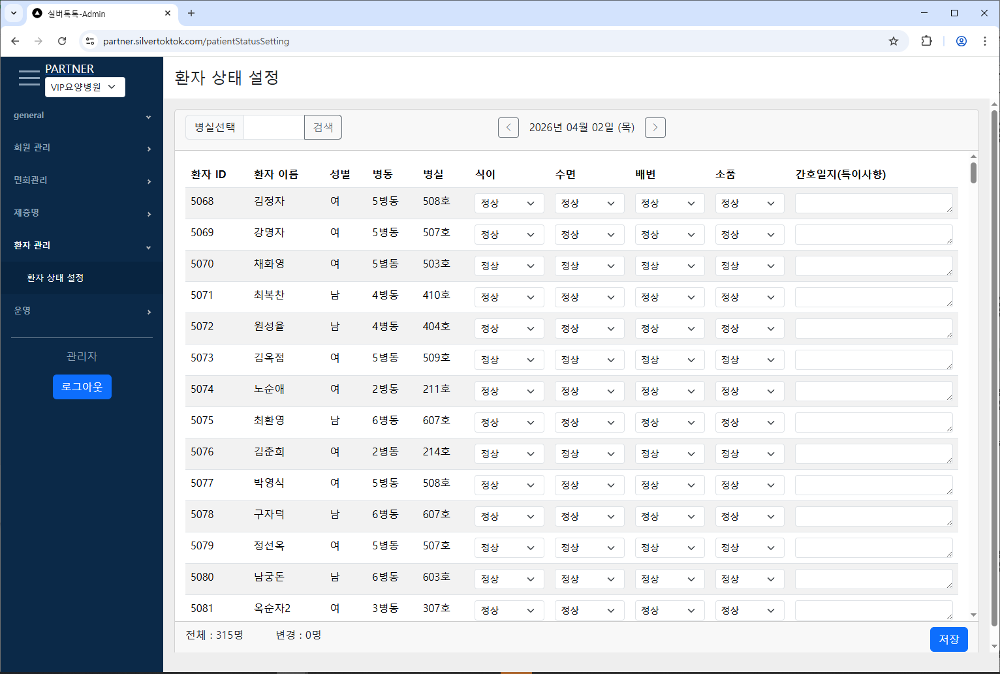 실버톡톡-Admin
partner.silvertoktok.com/patientStatusSetting
PARTNER
VIP요양병원
general
회원 관리
면회관리
제증명
환자 관리
환자 상태 설정
운영
관리자
로그아웃
환자 상태 설정
병실선택 검색 2026년 04월 02일 (목)
환자 ID 환자 이름 성별 병동 병실 식이 수면 배변 소품 간호일지(특이사항)
5068 김정자 여 5병동 508호 정상 정상 정상 정상
5069 강명자 여 5병동 507호 정상 정상 정상 정상
5070 채화영 여 5병동 503호 정상 정상 정상 정상
5071 최복찬 남 4병동 410호 정상 정상 정상 정상
5072 원성율 남 4병동 404호 정상 정상 정상 정상
5073 김옥점 여 5병동 509호 정상 정상 정상 정상
5074 노순애 여 2병동 211호 정상 정상 정상 정상
5075 최환영 남 6병동 607호 정상 정상 정상 정상
5076 김춘희 여 2병동 214호 정상 정상 정상 정상
5077 박영식 여 5병동 508호 정상 정상 정상 정상
5078 구자덕 남 6병동 607호 정상 정상 정상 정상
5079 정선옥 여 5병동 507호 정상 정상 정상 정상
5080 남궁돈 남 6병동 603호 정상 정상 정상 정상
5081 옥순자2 여 3병동 307호 정상 정상 정상 정상
전체 : 315명 변경 : 0명
저장